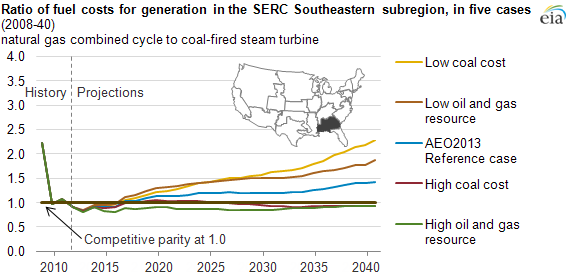 Ratio of fuel costs for generation in the SERC Southeastern subregion, in five cases
(2008-40)
natural gas combined cycle to coal-fired steam turbine
eia
4.0
3.5
3.0
2.5
2.0
1.5
1.0
0.5
0.0
History
Projections
Competitive parity at 1.0
2010
2015
2020
2025
2030
2035
2040
Low coal cost
Low oil and gas
resource
AEO2013
Reference case
High coal cost
High oil and gas
resource